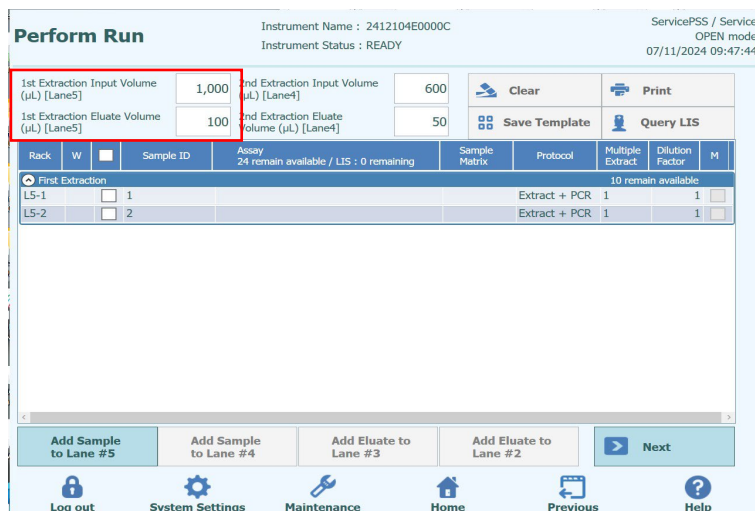 Perform Run
Instrument Name : 2412104E0000C
Instrument Status : READY
ServicePSS / Service
OPEN mode
07/11/2024 09:47:44
1st Extraction Input Volume
(µL) [Lane5]
1,000
2nd Extraction Input Volume
(µL) [Lane4]
600
Clear
Print
1st Extraction Eluate Volume
(µL) [Lane5]
100
2nd Extraction Eluate
Volume (µL) [Lane4]
50
Save Template
Query LIS
Rack W Sample ID Assay
24 remain available / LIS : 0 remaining Sample
Matrix Protocol Multiple
Extract Dilution
Factor M
First Extraction 10 remain available
L5-1 1 Extract + PCR 1 1
L5-2 2 Extract + PCR 1 1
Add Sample
to Lane #5
Add Sample
to Lane #4
Add Eluate to
Lane #3
Add Eluate to
Lane #2
Next
Log out
System Settings
Maintenance
Home
Previous
Help